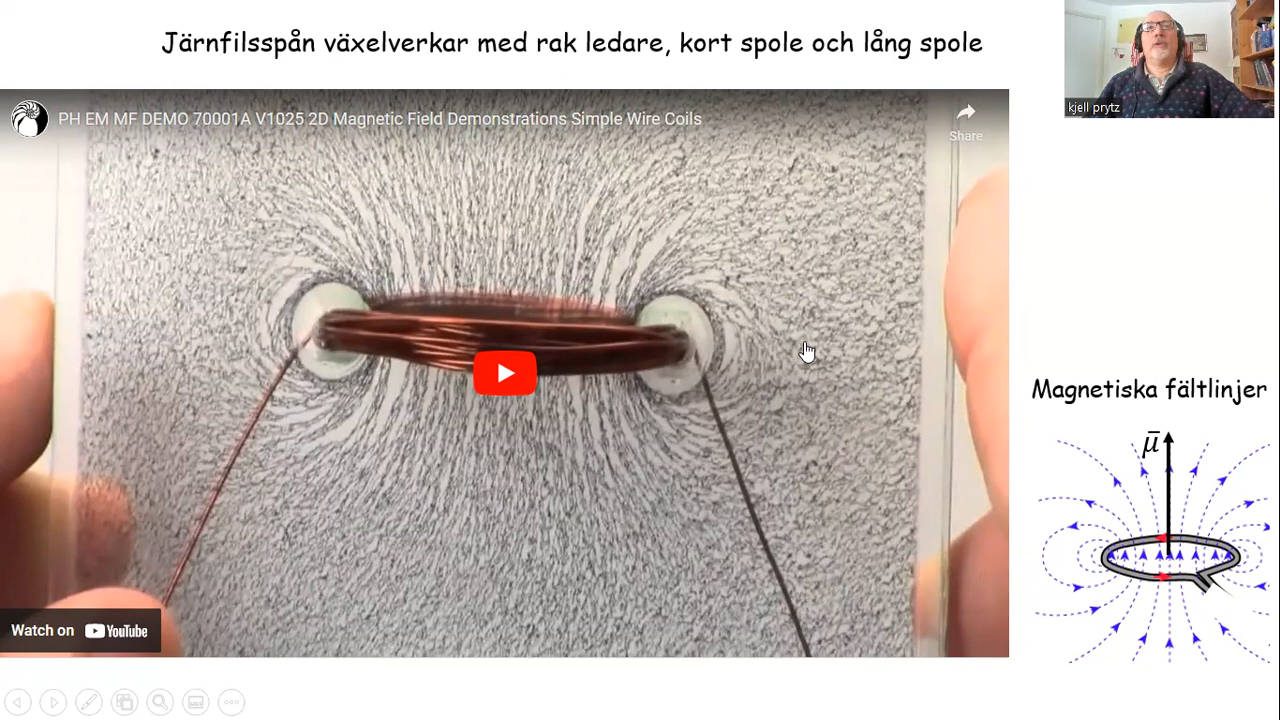 Järnfilsspån växelverkar med rak ledare, kort spole och lång spole
kjell prytz
PH EM MF DEMO 70001A V1025 2D Magnetic Field Demonstrations Simple Wire Coils
Share
Magnetiska fältlinjer
μ̄
Watch on YouTube